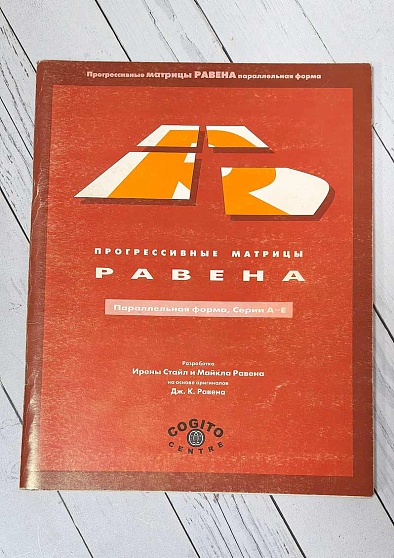 Прогрессивные матрицы РАВЕНА параллельная форма
ПРОГРЕССИВНЫЕ МАТРИЦЫ
РАВЕНА
Параллельная форма, Серии А-Е
Разработка
Ирены Стайл и Майкла Равена
на основе оригиналов
Дж. К. Равена
COGITO
CENTRE